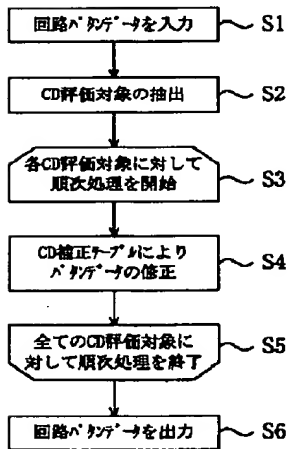 回路パタンデータを入力 S1
CD評価対象の抽出 S2
各CD評価対象に対して
順次処理を開始 S3
CD補正テーブルにより
パタンデータの修正 S4
全てのCD評価対象に
対して順次処理を終了 S5
回路パタンデータを出力 S6